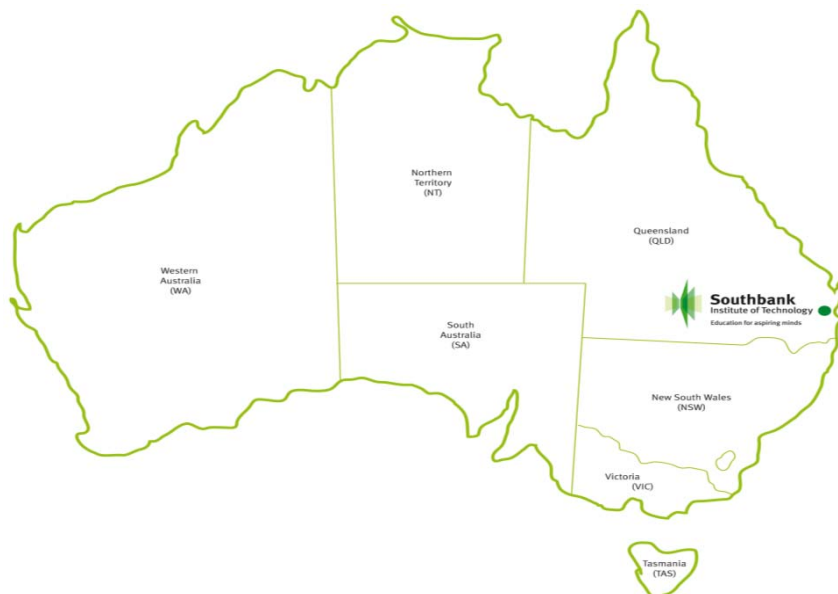 Northern
Territory
(NT)
Queensland
(QLD)
Western
Australia
(WA)
Southbank
Institute of Technology
Education for aspiring minds
South
Australia
(SA)
New South Wales
(NSW)
Victoria
(VIC)
Tasmania
(TAS)